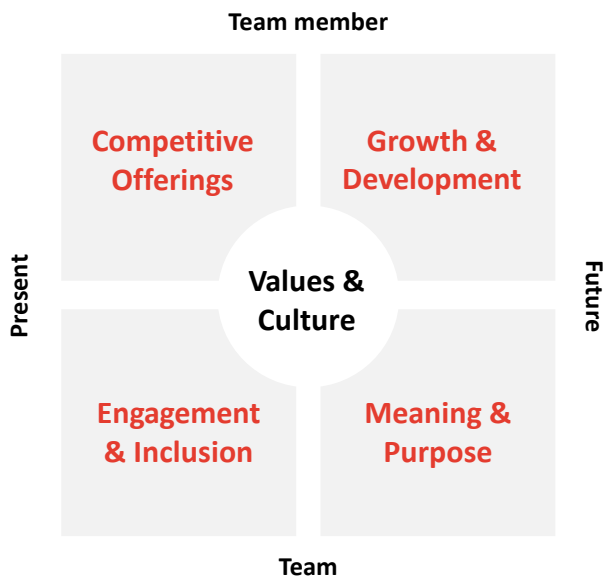 Team member
Competitive
Offerings
Growth &
Development
Present
Values &
Culture
Future
Engagement
& Inclusion
Meaning &
Purpose
Team